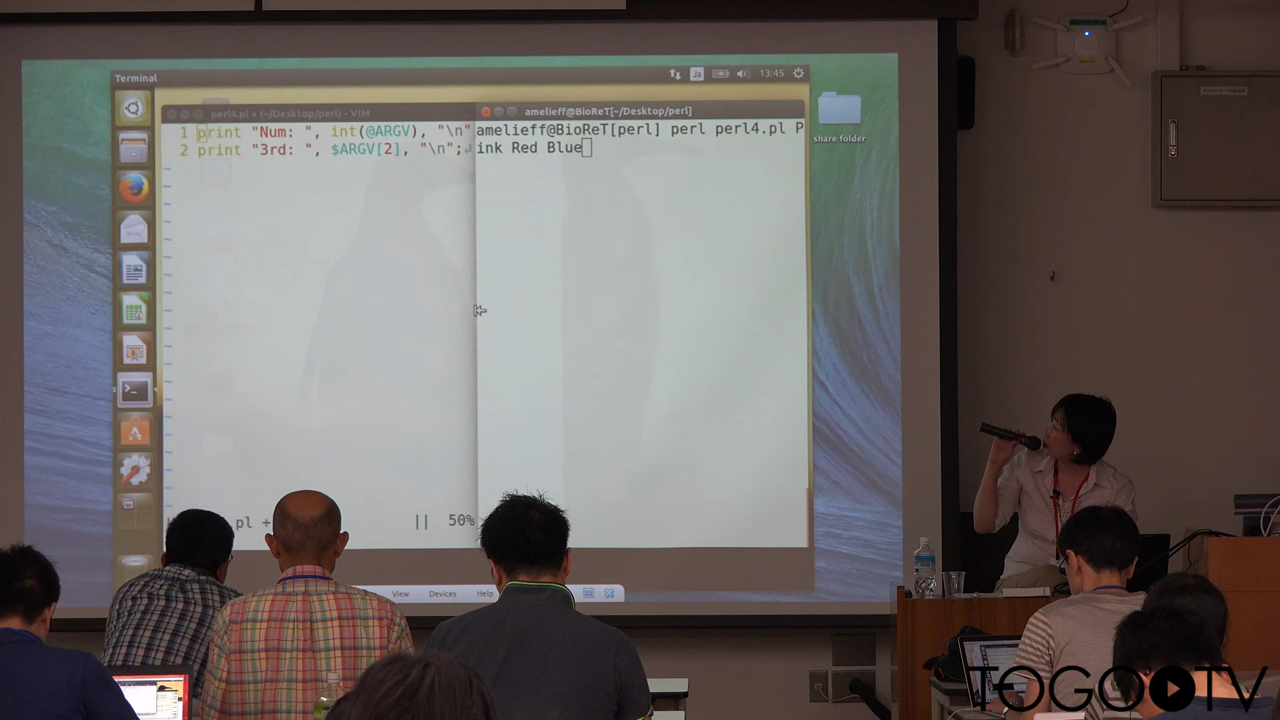 Terminal
Ja
13:45
perl4.pl + (~/Desktop/perl) - VIM
1 print "Num: ", int(@ARGV), "\n"
2 print "3rd: ", $ARGV[2], "\n";
pl +
50%
amelieff@BioReT[~/Desktop/perl]
amelieff@BioReT[perl] perl perl4.pl P
ink Red Blue
share folder
View
Devices
Help
TOGOTV